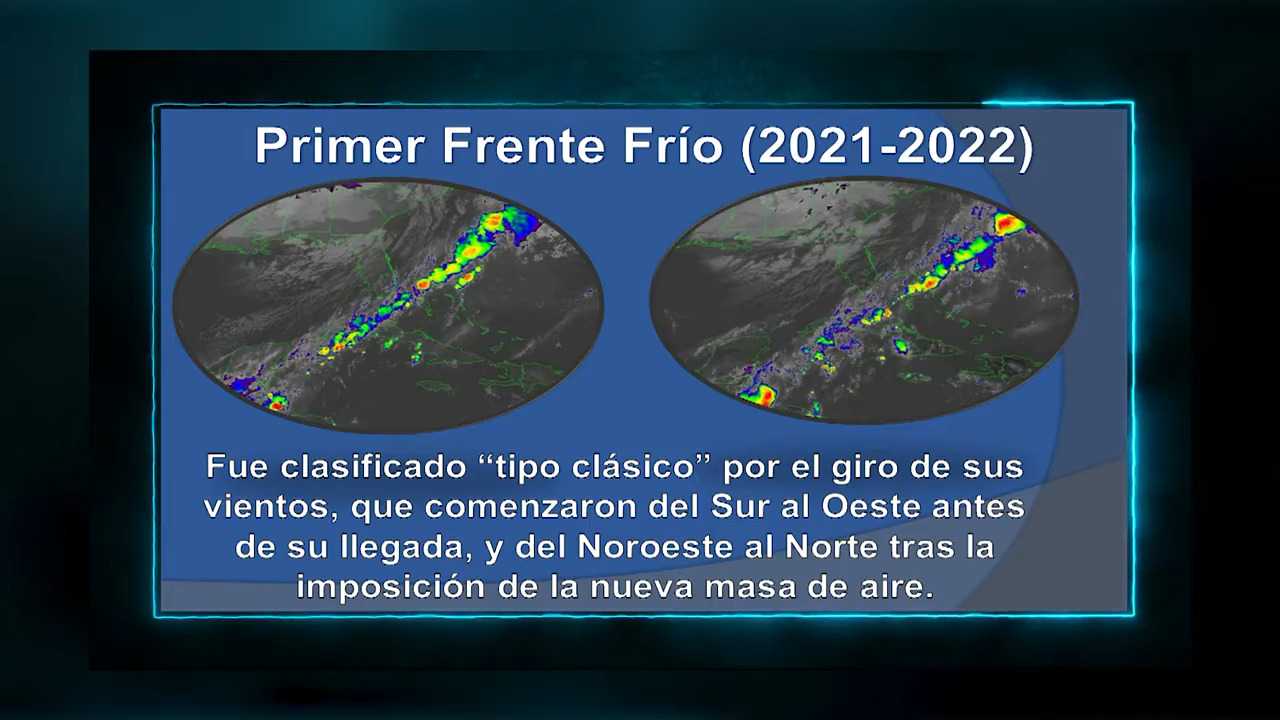 Primer Frente Frío (2021-2022)
Fue clasificado “tipo clásico” por el giro de sus
vientos, que comenzaron del Sur al Oeste antes
de su llegada, y del Noroeste al Norte tras la
imposición de la nueva masa de aire.